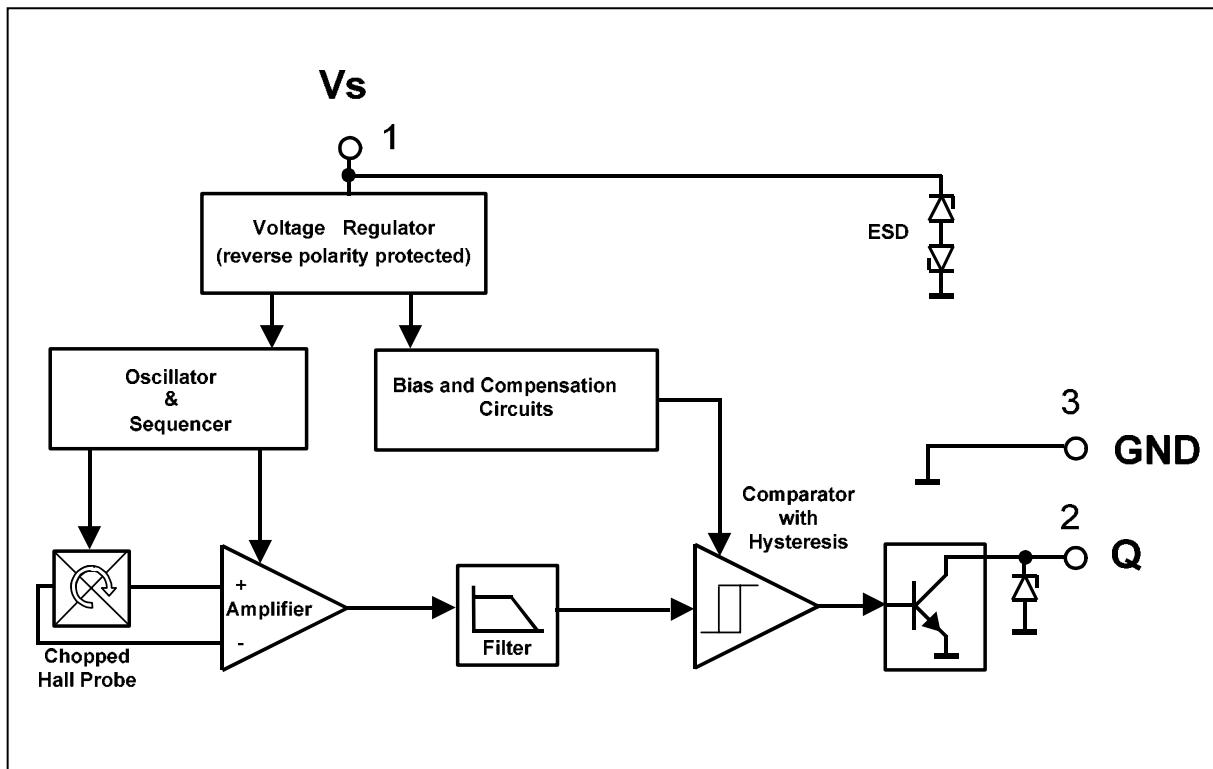 Vs
1
Voltage Regulator
(reverse polarity protected)
ESD
Oscillator
&
Sequencer
Bias and Compensation
Circuits
3
GND
Comparator
with
Hysteresis
2
Q
+
Amplifier
-
Filter
Chopped
Hall Probe